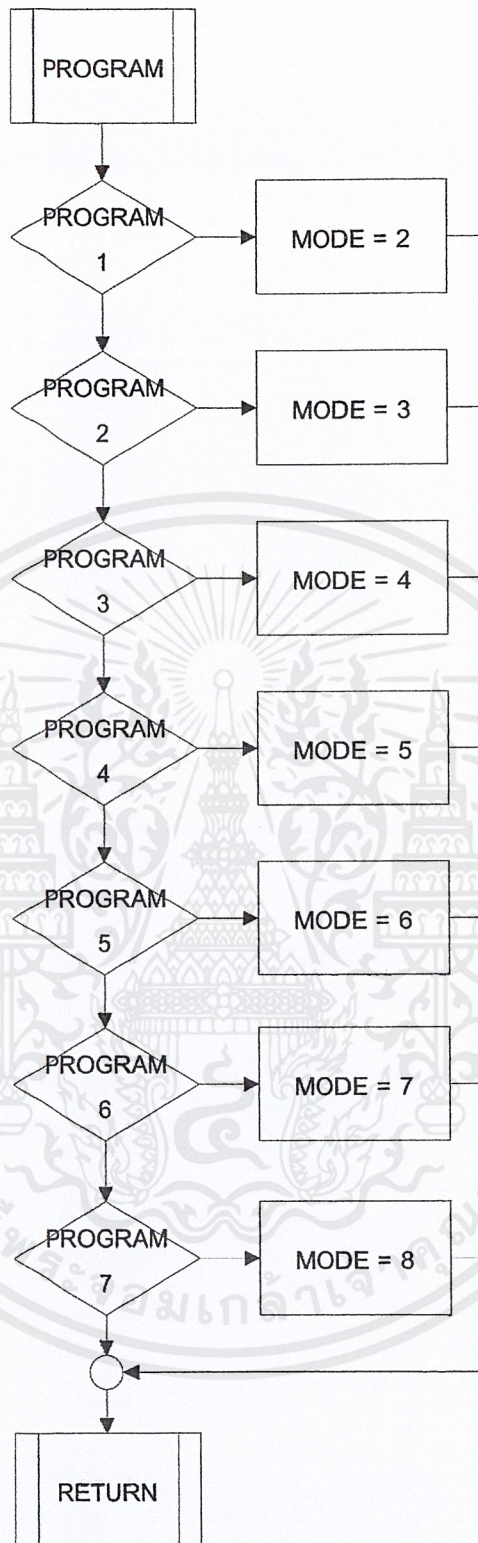 PROGRAM
PROGRAM
1
MODE = 2
PROGRAM
2
MODE = 3
PROGRAM
3
MODE = 4
PROGRAM
4
MODE = 5
PROGRAM
5
MODE = 6
PROGRAM
6
MODE = 7
PROGRAM
7
MODE = 8
RETURN